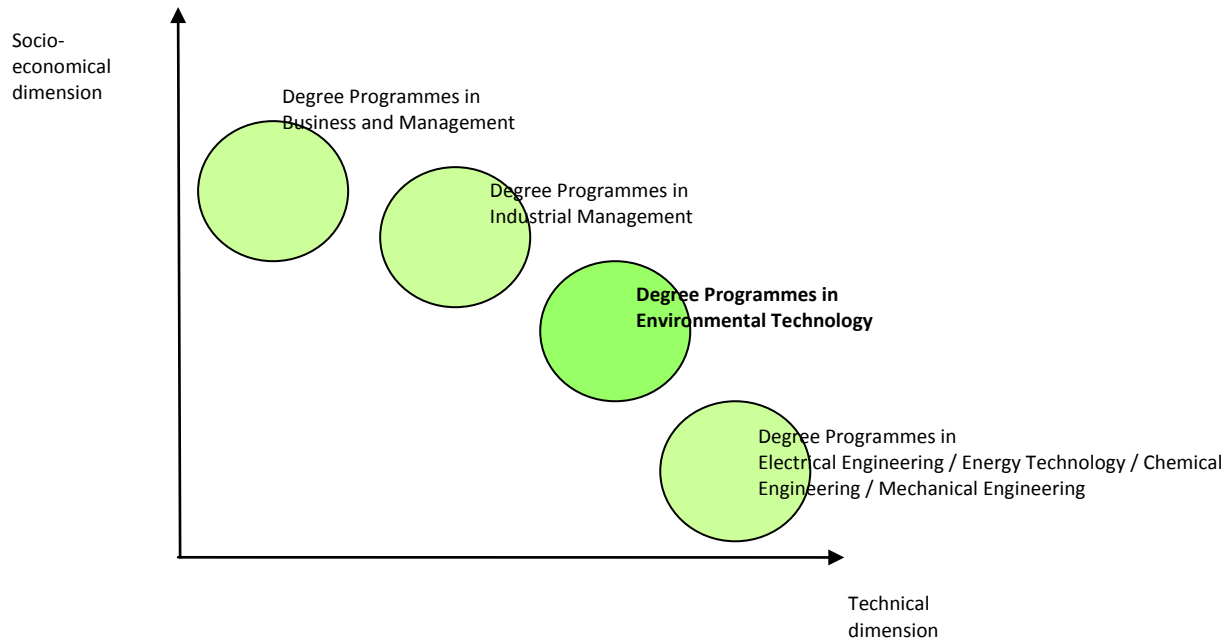 Socio-
economical
dimension
Degree Programmes in
Business and Management
Degree Programmes in
Industrial Management
Degree Programmes in
Environmental Technology
Degree Programmes in
Electrical Engineering / Energy Technology / Chemical
Engineering / Mechanical Engineering
Technical
dimension